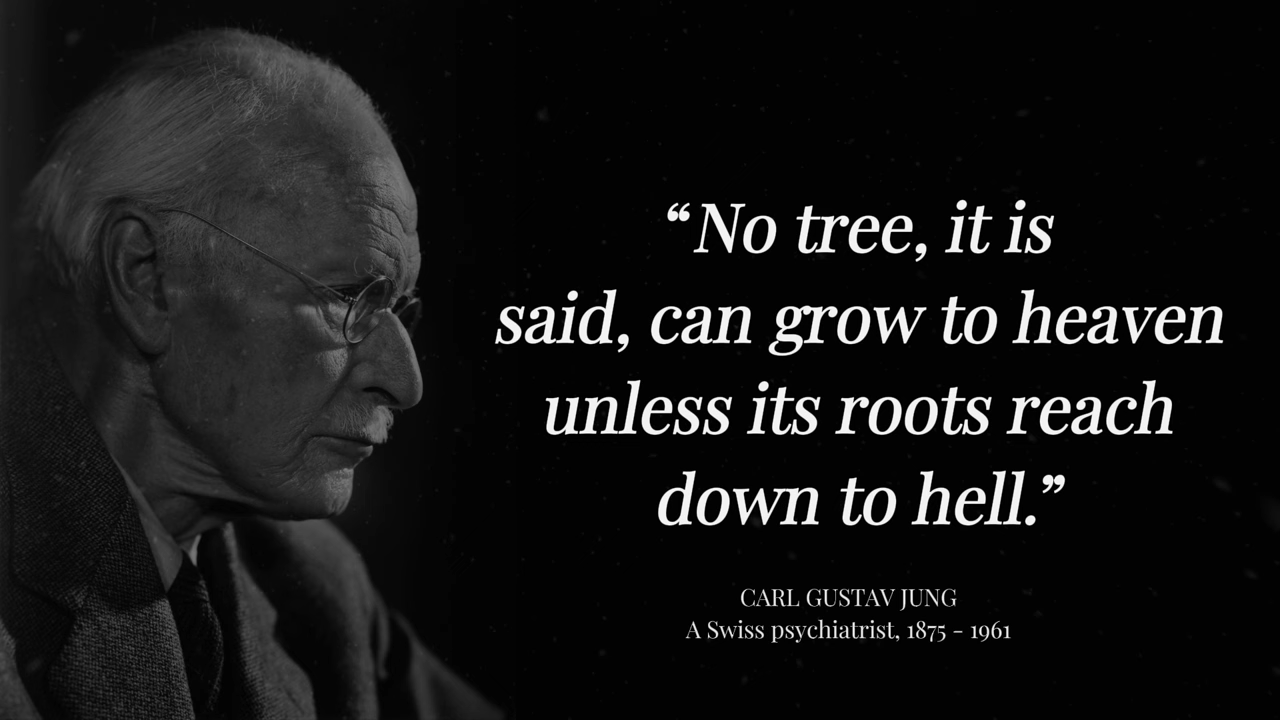 “No tree, it is
said, can grow to heaven
unless its roots reach
down to hell.”
CARL GUSTAV JUNG
A Swiss psychiatrist, 1875 - 1961